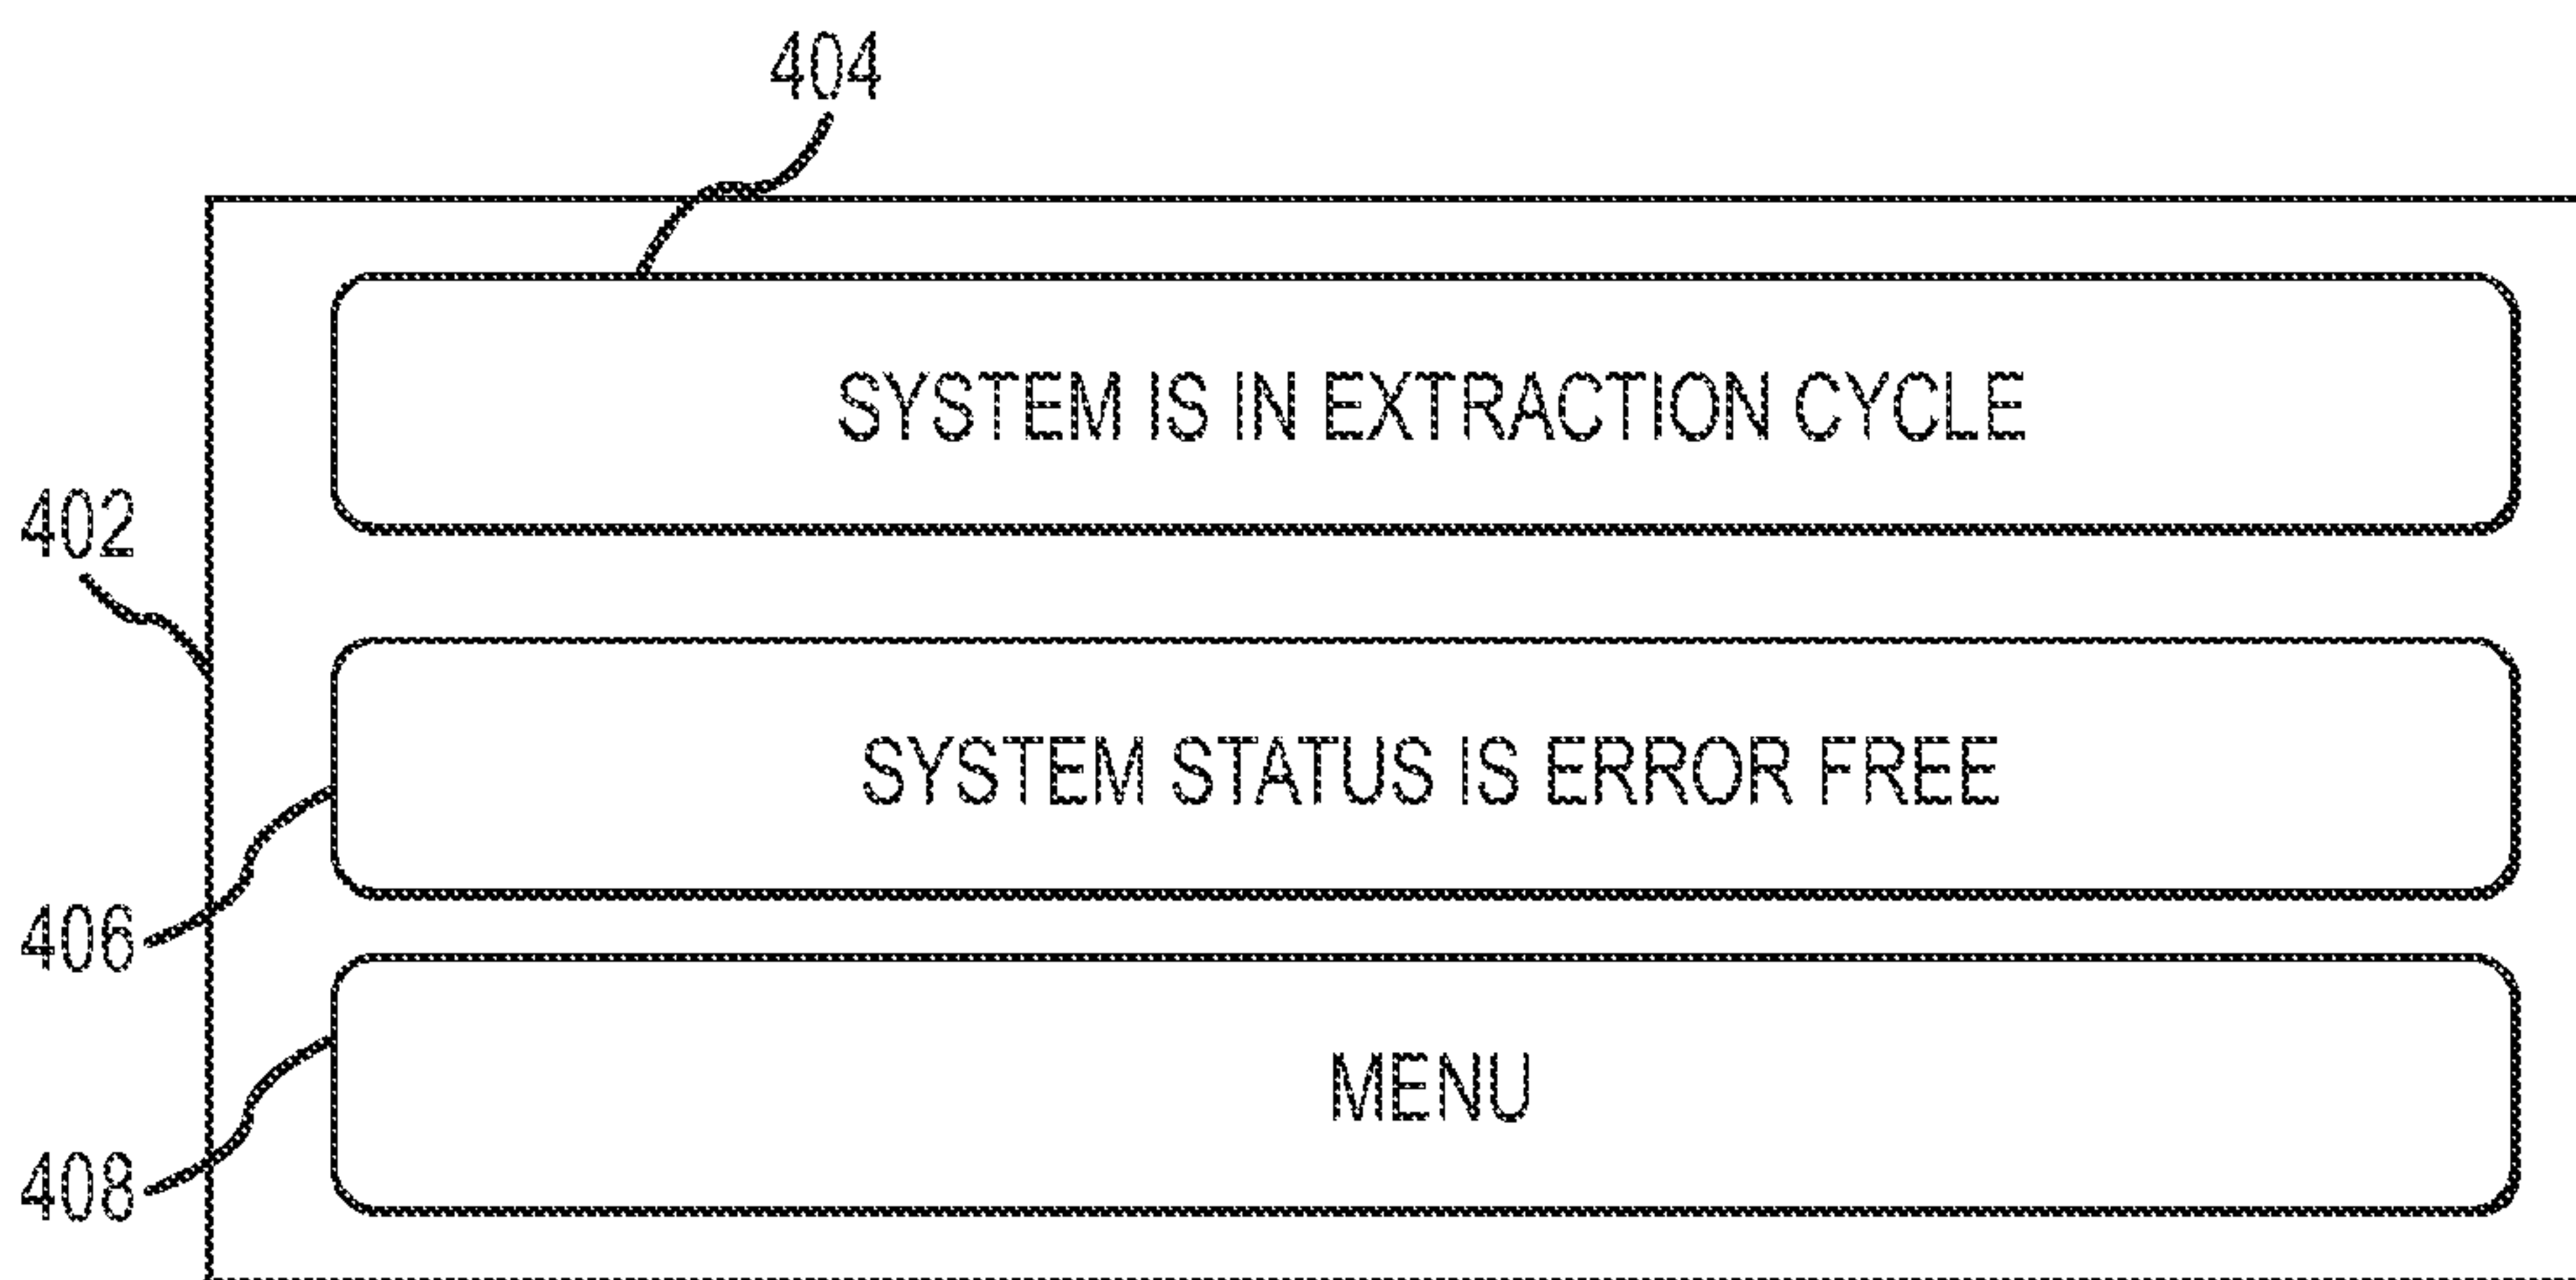 404
SYSTEM IS IN EXTRACTION CYCLE
402
SYSTEM STATUS IS ERROR FREE
406
MENU
408